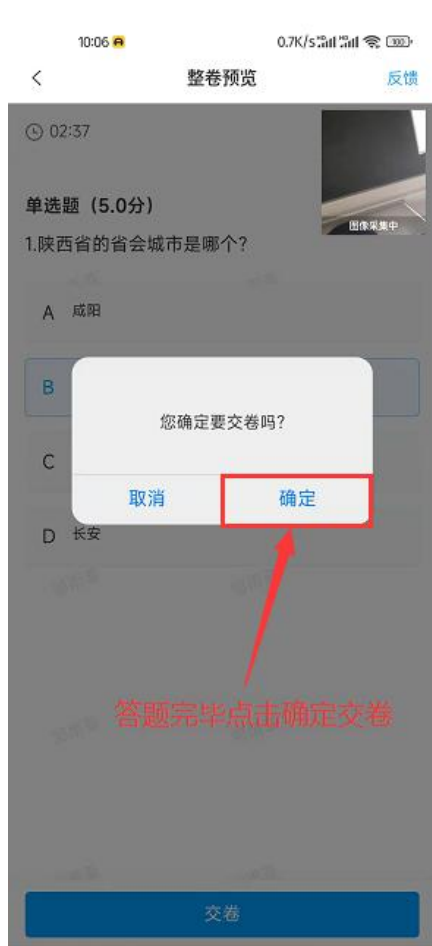 10:06
0.7K/s
100
整卷预览
反馈
02:37
图像采集中
单选题（5.0分）
1.陕西省的省会城市是哪个？
A 咸阳
B
您确定要交卷吗？
C
取消
确定
D 长安
答题完毕点击确定交卷
交卷